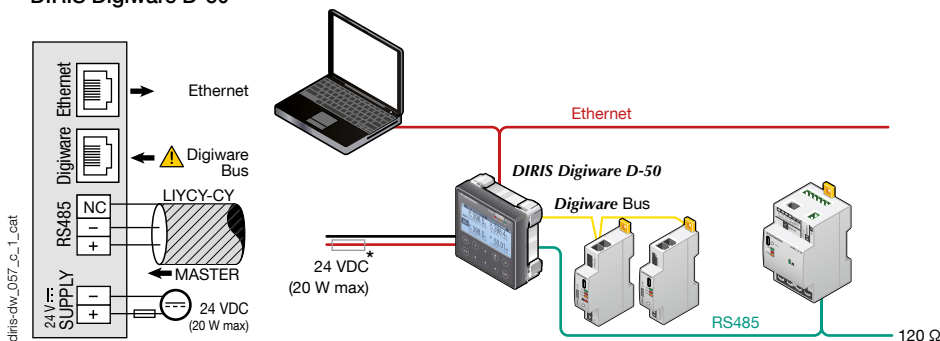 DIRIS Digiware D-50
Ethernet
Ethernet
Digiware
Digiware
Bus
RS485
NC
–
+
LIYCY-CY
MASTER
24 V
SUPPLY
–
+
24 VDC
(20 W max)
diris-dw_057_c_1_cat
Ethernet
DIRIS Digiware D-50
Digiware Bus
*
24 VDC
(20 W max)
RS485
120 Ω